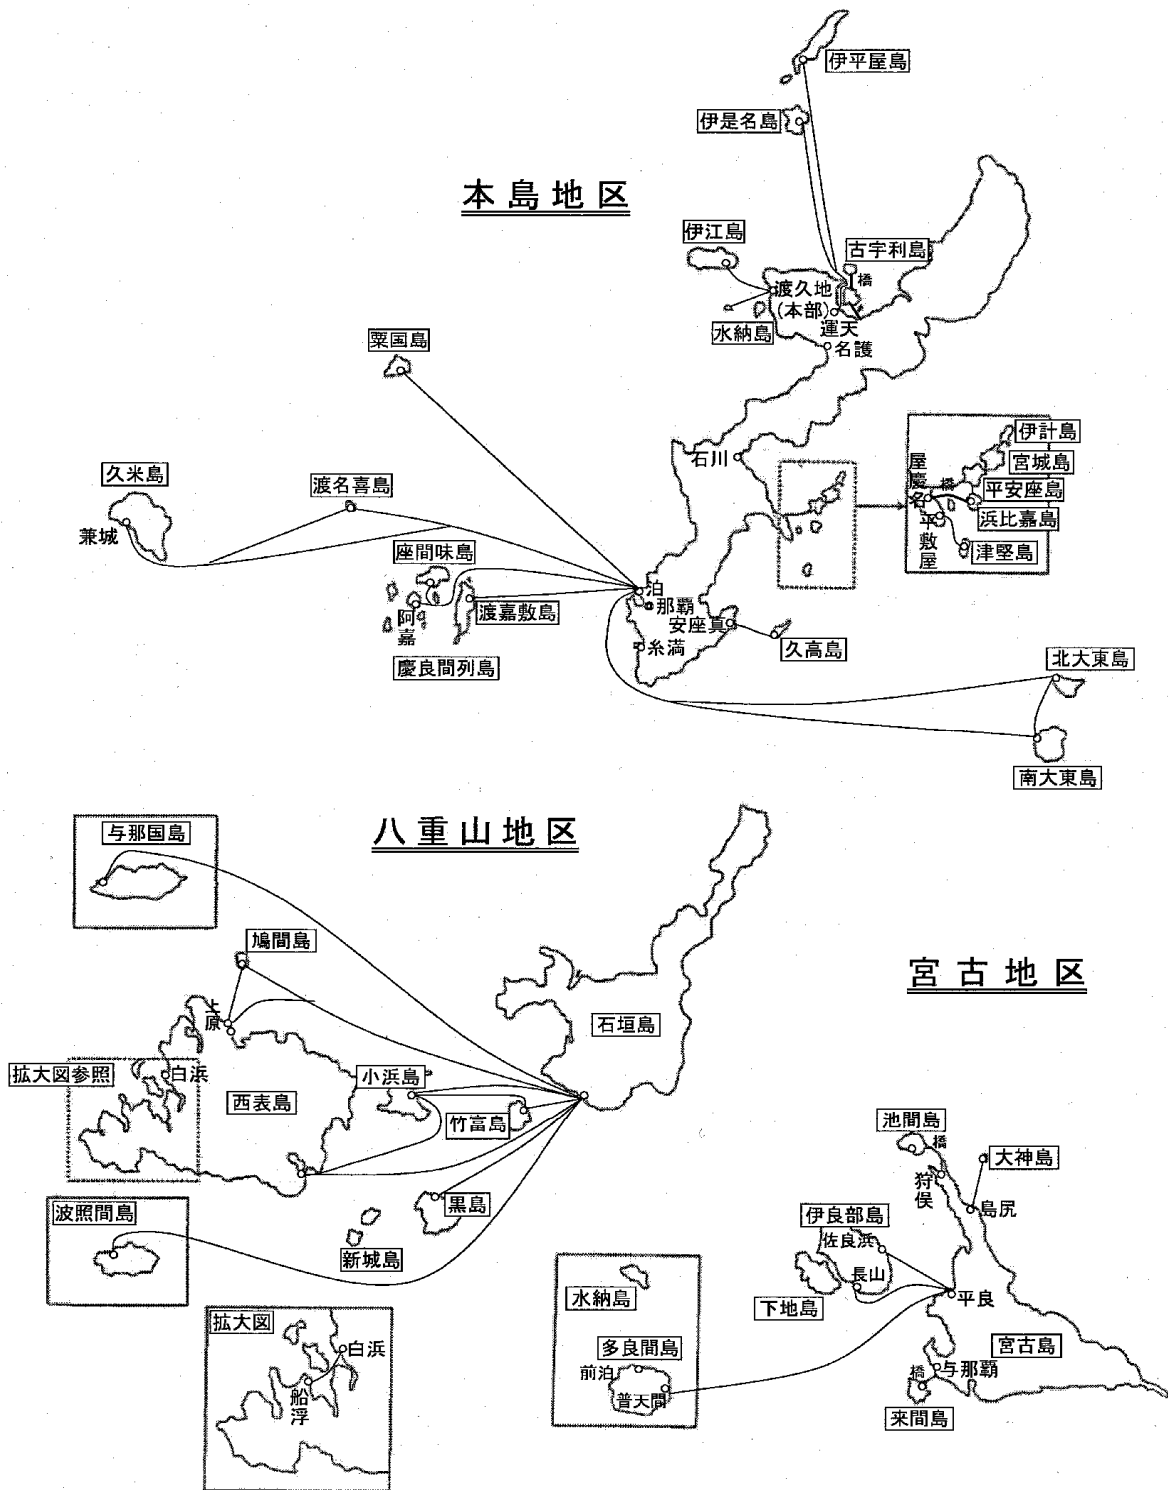 伊平屋島
伊是名島
本島地区
伊江島
古宇利島
橋
渡久地
(本部)
運天
水納島
名護
粟国島
石川
伊計島
宮城島
屋慶名
橋
平安座島
浜比嘉島
平敷屋
津堅島
久米島
兼城
渡名喜島
座間味島
阿嘉
渡嘉敷島
慶良間列島
泊
那覇
安座真
糸満
久高島
北大東島
南大東島
八重山地区
与那国島
鳩間島
上原
石垣島
拡大図参照
白浜
西表島
小浜島
竹富島
黒島
新城島
波照間島
拡大図
白浜
船浮
宮古地区
池間島
橋
大神島
狩俣
島尻
伊良部島
佐良浜
長山
下地島
平良
宮古島
与那覇
橋
来間島
水納島
多良間島
前泊
普天間